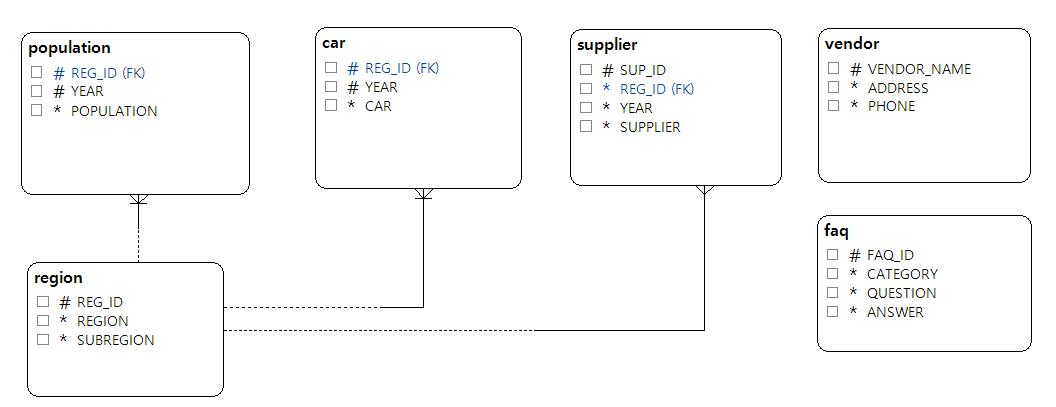 population
# REG_ID (FK)
# YEAR
* POPULATION
car
# REG_ID (FK)
# YEAR
* CAR
supplier
# SUP_ID
* REG_ID (FK)
* YEAR
* SUPPLIER
vendor
# VENDOR_NAME
* ADDRESS
* PHONE
region
# REG_ID
* REGION
* SUBREGION
faq
# FAQ_ID
* CATEGORY
* QUESTION
* ANSWER